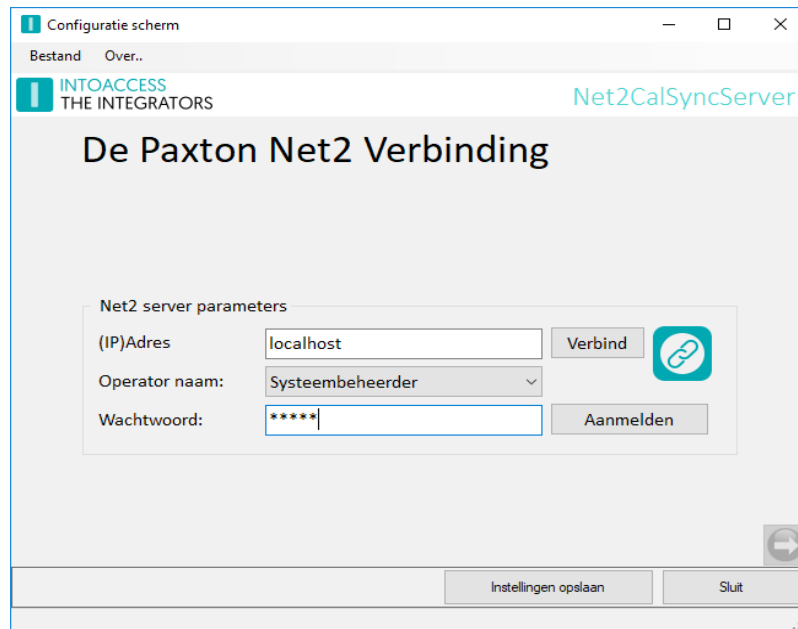 Configuratie scherm
Bestand Over..
INTOACCESS
THE INTEGRATORS
Net2CalSyncServer
De Paxton Net2 Verbinding
Net2 server parameters
(IP)Adres localhost Verbind
Operator naam: Systeembeheerder
Wachtwoord: ***** Aanmelden
Instellingen opslaan Sluit